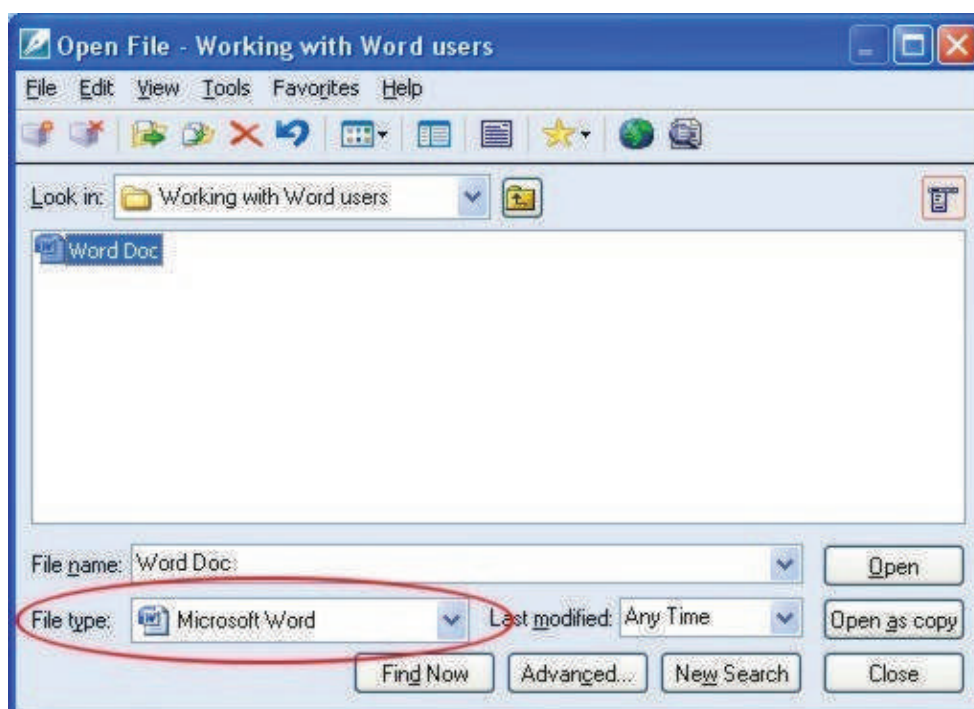 Open File - Working with Word users
File Edit View Tools Favorites Help
Look in: Working with Word users
Word Doc
File name: Word Doc
Open
File type: Microsoft Word Last modified: Any Time Open as copy
Find Now Advanced... New Search Close